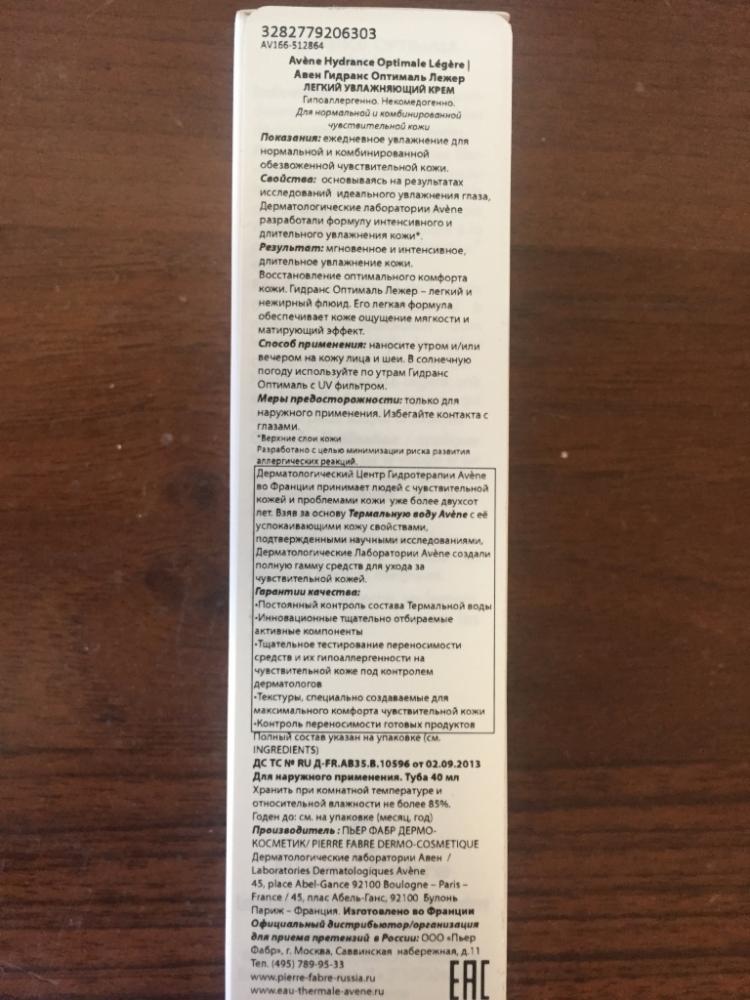 3282779206303
AV166-512864
Avène Hydrance Optimale Légère |
Авен Гидранс Оптималь Лежер
ЛЕГКИЙ УВЛАЖНЯЮЩИЙ КРЕМ
Гипоаллергенно. Некомедогенно.
Для нормальной и комбинированной
чувствительной кожи
Показания: ежедневное увлажнение для
нормальной и комбинированной
обезвоженной чувствительной кожи.
Свойства: основываясь на результатах
исследований идеального увлажнения глаза,
Дерматологические лаборатории Avène
разработали формулу интенсивного и
длительного увлажнения кожи*.
Результат: мгновенное и интенсивное,
длительное увлажнение кожи.
Восстановление оптимального комфорта
кожи. Гидранс Оптималь Лежер – легкий и
нежирный флюид. Его легкая формула
обеспечивает коже ощущение мягкости и
матирующий эффект.
Способ применения: наносите утром и/или
вечером на кожу лица и шеи. В солнечную
погоду используйте по утрам Гидранс
Оптималь с UV фильтром.
Меры предосторожности: только для
наружного применения. Избегайте контакта с
глазами.
*Верхние слои кожи
Разработано с целью минимизации риска развития
аллергических реакций.
Дерматологический Центр Гидротерапии Avène
во Франции принимает людей с чувствительной
кожей и проблемами кожи уже более двухсот
лет. Взяв за основу Термальную воду Avène с её
успокаивающими кожу свойствами,
подтвержденными научными исследованиями,
Дерматологические Лаборатории Avène создали
полную гамму средств для ухода за
чувствительной кожей.
Гарантии качества:
•Постоянный контроль состава Термальной воды
•Инновационные тщательно отбираемые
активные компоненты
•Тщательное тестирование переносимости
средств и их гипоаллергенности на
чувствительной коже под контролем
дерматологов
•Текстуры, специально создаваемые для
максимального комфорта чувствительной кожи
•Контроль переносимости готовых продуктов
Полный состав указан на упаковке (см.
INGREDIENTS)
ДС ТС № RU Д-FR.АВ35.В.10596 от 02.09.2013
Для наружного применения. Туба 40 мл
Хранить при комнатной температуре и
относительной влажности не более 85%.
Годен до: см. на упаковке (месяц, год)
Производитель : ПЬЕР ФАБР ДЕРМО-
КОСМЕТИК/ PIERRE FABRE DERMO-COSMETIQUE
Дерматологические лаборатории Авен /
Laboratories Dermatologiques Avène
45, place Abel-Gance 92100 Boulogne – Paris –
France / 45, плас Абель-Ганс, 92100 Булонь
Париж – Франция. Изготовлено во Франции
Официальный дистрибьютор/организация
для приема претензий в России: ООО «Пьер
Фабр», г. Москва, Саввинская набережная, д.11
Тел. (495) 789-95-33
www.pierre-fabre-russia.ru
www.eau-thermale-avene.ru
EAC